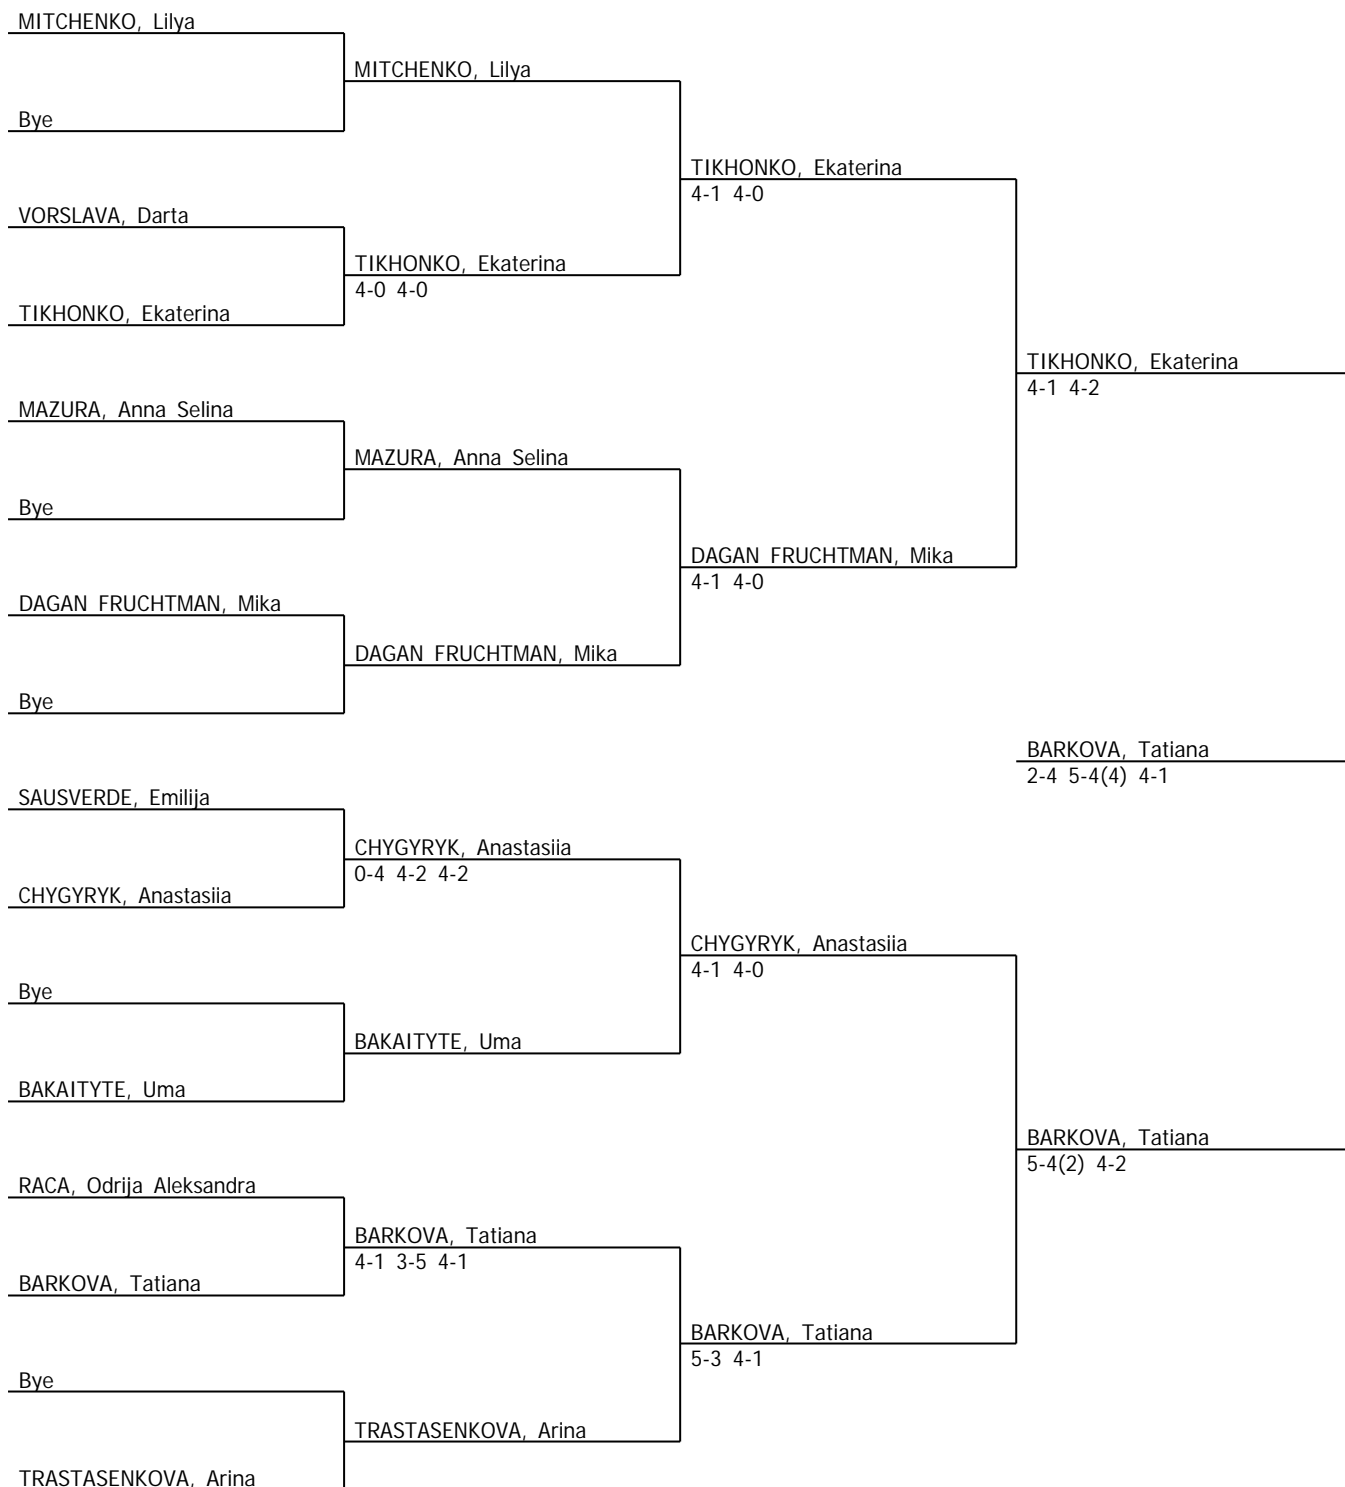 MITCHENKO, Lilya
MITCHENKO, Lilya
Bye
TIKHONKO, Ekaterina
4-1 4-0
VORSLAVA, Darta
TIKHONKO, Ekaterina
4-0 4-0
TIKHONKO, Ekaterina
TIKHONKO, Ekaterina
4-1 4-2
MAZURA, Anna Selina
MAZURA, Anna Selina
Bye
DAGAN FRUCHTMAN, Mika
4-1 4-0
DAGAN FRUCHTMAN, Mika
DAGAN FRUCHTMAN, Mika
Bye
BARKOVA, Tatiana
2-4 5-4(4) 4-1
SAUSVERDE, Emilija
CHYGYRYK, Anastasiia
0-4 4-2 4-2
CHYGYRYK, Anastasiia
CHYGYRYK, Anastasiia
4-1 4-0
Bye
BAKAITYTE, Uma
BAKAITYTE, Uma
BARKOVA, Tatiana
5-4(2) 4-2
RACA, Odrija Aleksandra
BARKOVA, Tatiana
4-1 3-5 4-1
BARKOVA, Tatiana
BARKOVA, Tatiana
5-3 4-1
Bye
TRASTASENKOVA, Arina
TRASTASENKOVA, Arina